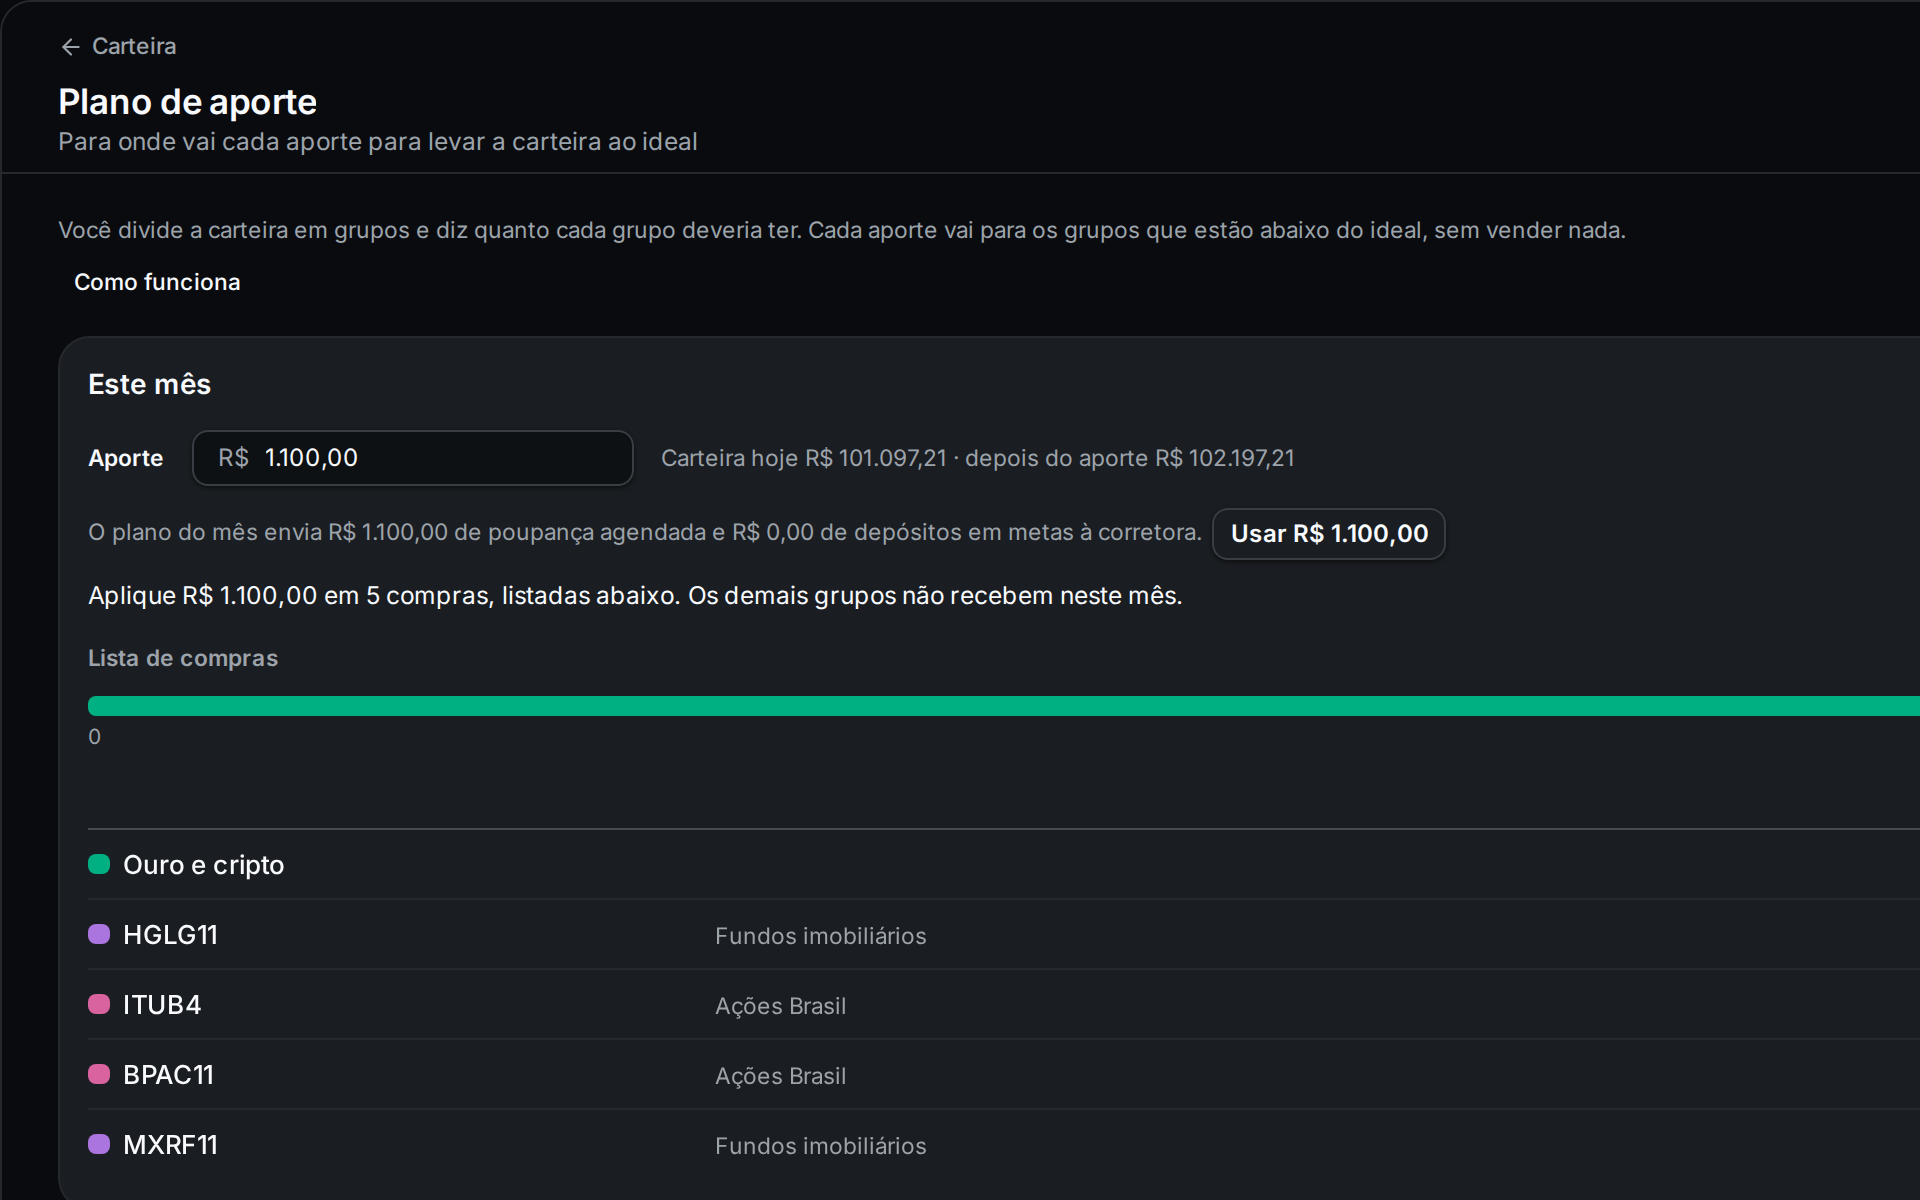 ← Carteira
Plano de aporte
Para onde vai cada aporte para levar a carteira ao ideal
Você divide a carteira em grupos e diz quanto cada grupo deveria ter. Cada aporte vai para os grupos que estão abaixo do ideal, sem vender nada.
Como funciona
Este mês
Aporte R$ 1.100,00 Carteira hoje R$ 101.097,21 · depois do aporte R$ 102.197,21
O plano do mês envia R$ 1.100,00 de poupança agendada e R$ 0,00 de depósitos em metas à corretora. Usar R$ 1.100,00
Aplique R$ 1.100,00 em 5 compras, listadas abaixo. Os demais grupos não recebem neste mês.
Lista de compras
0
Ouro e cripto
HGLG11 Fundos imobiliários
ITUB4 Ações Brasil
BPAC11 Ações Brasil
MXRF11 Fundos imobiliários